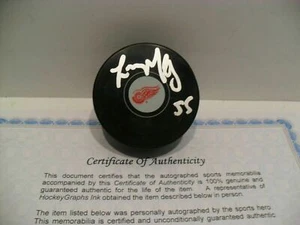 55
Certificate Of Authenticity
This document certifies that the autographed sports memorabilia
accompanied by this Certificate of Authenticity is 100% genuine and
guaranteed authentic for the life of the item. A representative of
HockeyGraphs Ink obtained the item described below in person.
The item listed below was personally autographed by the sports hero
This memorabilia is certified and unconditionally guaranteed authentic